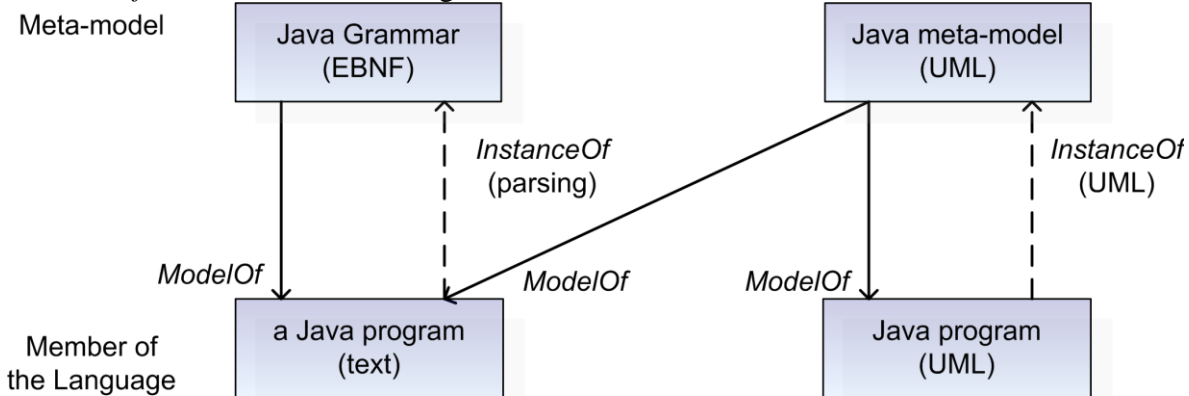 Meta-model
Java Grammar
(EBNF)
Java meta-model
(UML)
InstanceOf
(parsing)
InstanceOf
(UML)
ModelOf
ModelOf
ModelOf
Member of
the Language
a Java program
(text)
Java program
(UML)